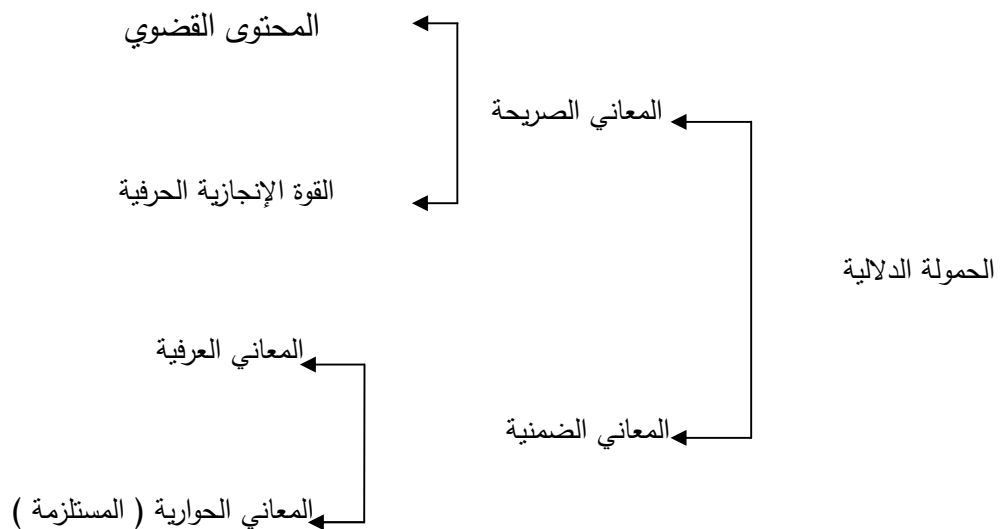 المحتوى القضوي
المعاني الصريحة
القوة الإنجازية الحرفية
الحمولة الدلالية
المعاني العرفية
المعاني الضمنية
المعاني الحوارية ( المستلزمة )